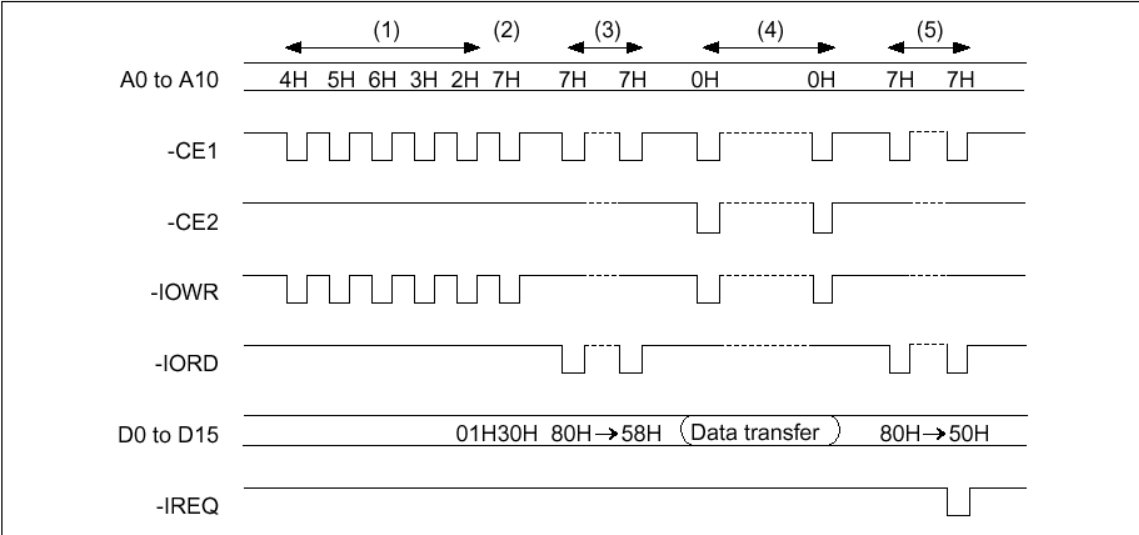 (1) (2) (3) (4) (5)
A0 to A10 4H 5H 6H 3H 2H 7H 7H 7H 0H 0H 7H 7H
-CE1
-CE2
-IOWR
-IORD
D0 to D15 01H30H 80H→58H Data transfer 80H→50H
-IREQ